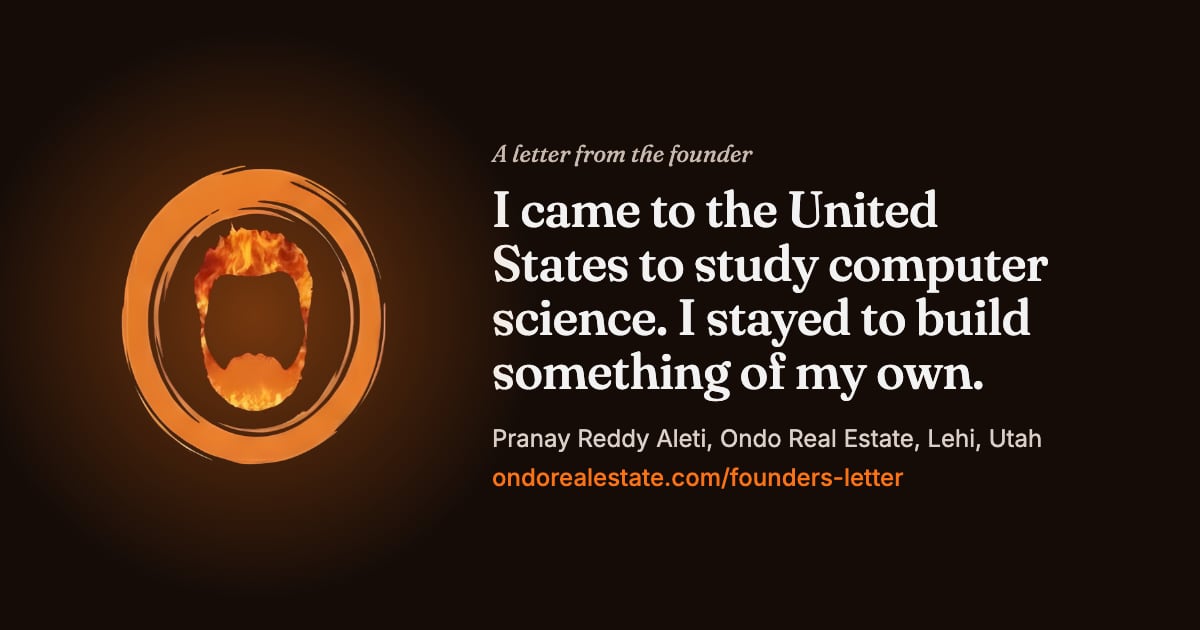 A letter from the founder
I came to the United
States to study computer
science. I stayed to build
something of my own.
Pranay Reddy Aleti, Ondo Real Estate, Lehi, Utah
ondorealestate.com/founders-letter